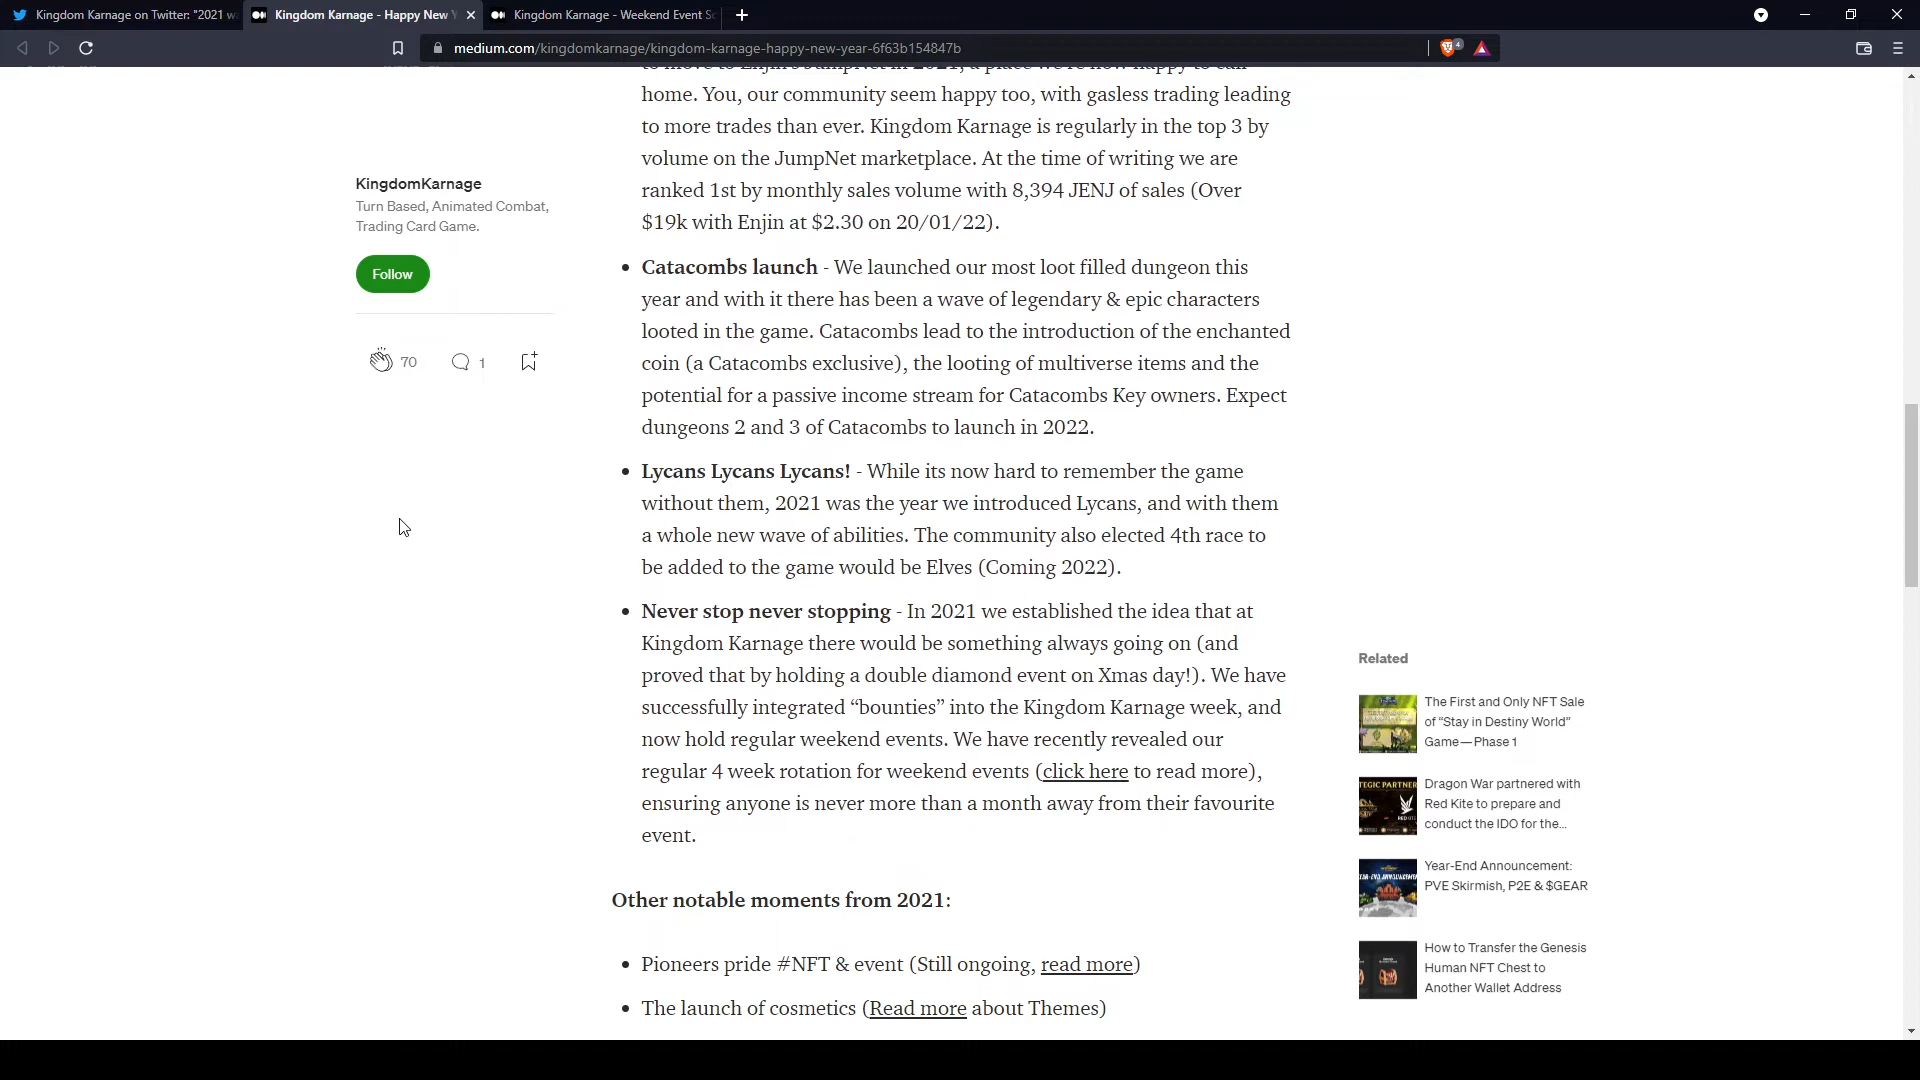 Kingdom Karnage on Twitter: "2021 w
Kingdom Karnage - Happy New Y
Kingdom Karnage - Weekend Event Sc
medium.com/kingdomkarnage/kingdom-karnage-happy-new-year-6f63b154847b
4
to move to Enjin's JumpNet in 2021, a place we're now happy to call
home. You, our community seem happy too, with gasless trading leading
to more trades than ever. Kingdom Karnage is regularly in the top 3 by
volume on the JumpNet marketplace. At the time of writing we are
ranked 1st by monthly sales volume with 8,394 JENJ of sales (Over
$19k with Enjin at $2.30 on 20/01/22).
KingdomKarnage
Turn Based, Animated Combat,
Trading Card Game.
Follow
70
1
• Catacombs launch - We launched our most loot filled dungeon this
year and with it there has been a wave of legendary & epic characters
looted in the game. Catacombs lead to the introduction of the enchanted
coin (a Catacombs exclusive), the looting of multiverse items and the
potential for a passive income stream for Catacombs Key owners. Expect
dungeons 2 and 3 of Catacombs to launch in 2022.
• Lycans Lycans Lycans! - While its now hard to remember the game
without them, 2021 was the year we introduced Lycans, and with them
a whole new wave of abilities. The community also elected 4th race to
be added to the game would be Elves (Coming 2022).
• Never stop never stopping - In 2021 we established the idea that at
Kingdom Karnage there would be something always going on (and
proved that by holding a double diamond event on Xmas day!). We have
successfully integrated “bounties” into the Kingdom Karnage week, and
now hold regular weekend events. We have recently revealed our
regular 4 week rotation for weekend events (click here to read more),
ensuring anyone is never more than a month away from their favourite
event.
Other notable moments from 2021:
• Pioneers pride #NFT & event (Still ongoing, read more)
• The launch of cosmetics (Read more about Themes)
Related
The First and Only NFT Sale
of “Stay in Destiny World”
Game — Phase 1
Dragon War partnered with
Red Kite to prepare and
conduct the IDO for the...
Year-End Announcement:
PVE Skirmish, P2E & $GEAR
How to Transfer the Genesis
Human NFT Chest to
Another Wallet Address